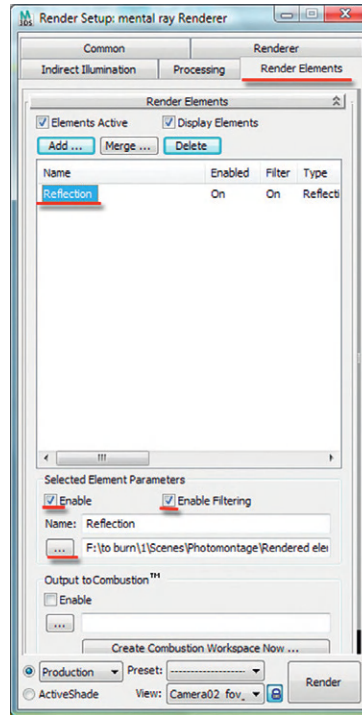 Render Setup: mental ray Renderer
Common Renderer
Indirect Illumination Processing Render Elements
Render Elements
Elements Active Display Elements
Add ... Merge ... Delete
Name Enabled Filter Type
Reflection On On Reflecti
Selected Element Parameters
Enable Enable Filtering
Name: Reflection
... F:\to burn\1\Scenes\Photomontage\Rendered eler
Output to Combustion™
Enable
...
Create Combustion Workspace Now ...
Production Preset: --------------------
ActiveShade View: Camera02_fov_ Render